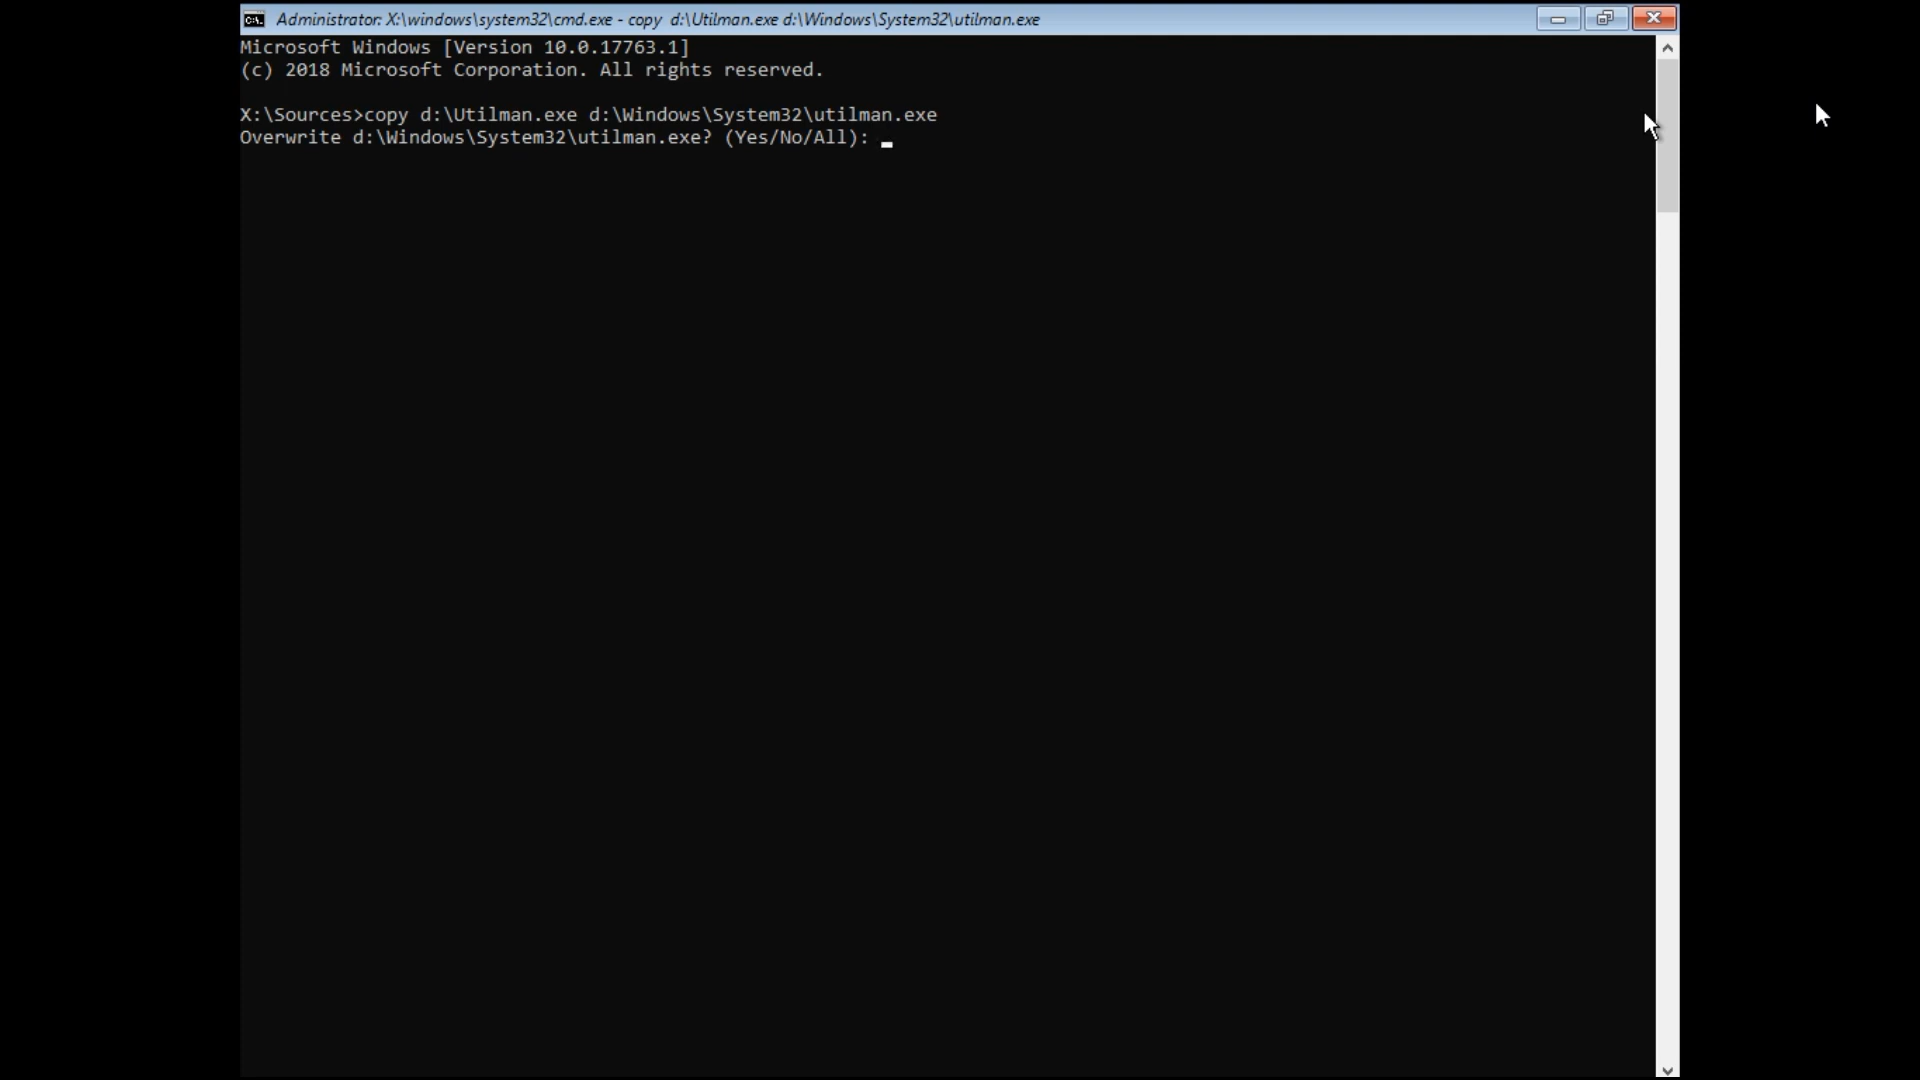 Administrator: X:\windows\system32\cmd.exe - copy  d:\Utilman.exe d:\Windows\System32\utilman.exe
Microsoft Windows [Version 10.0.17763.1]
(c) 2018 Microsoft Corporation. All rights reserved.
X:\Sources>copy d:\Utilman.exe d:\Windows\System32\utilman.exe
Overwrite d:\Windows\System32\utilman.exe? (Yes/No/All):